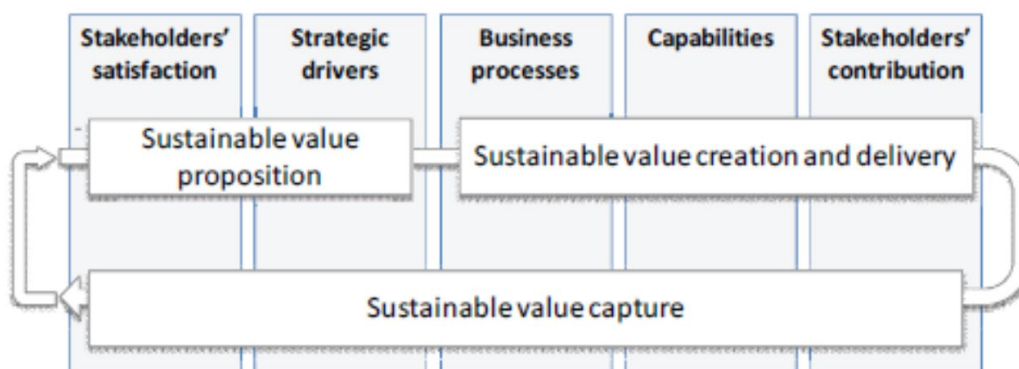 Stakeholders'
satisfaction
Strategic
drivers
Business
processes
Capabilities
Stakeholders'
contribution
Sustainable value
proposition
Sustainable value creation and delivery
Sustainable value capture